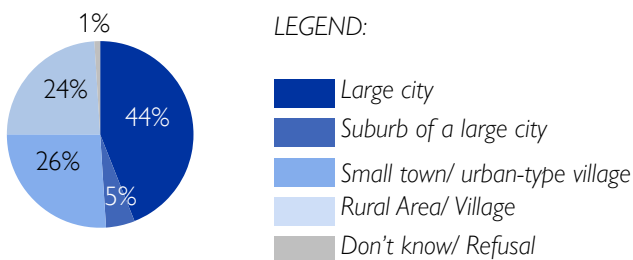 1%
LEGEND:
24%
44%
26%
5%
Large city
Suburb of a large city
Small town/ urban-type village
Rural Area/ Village
Don't know/ Refusal